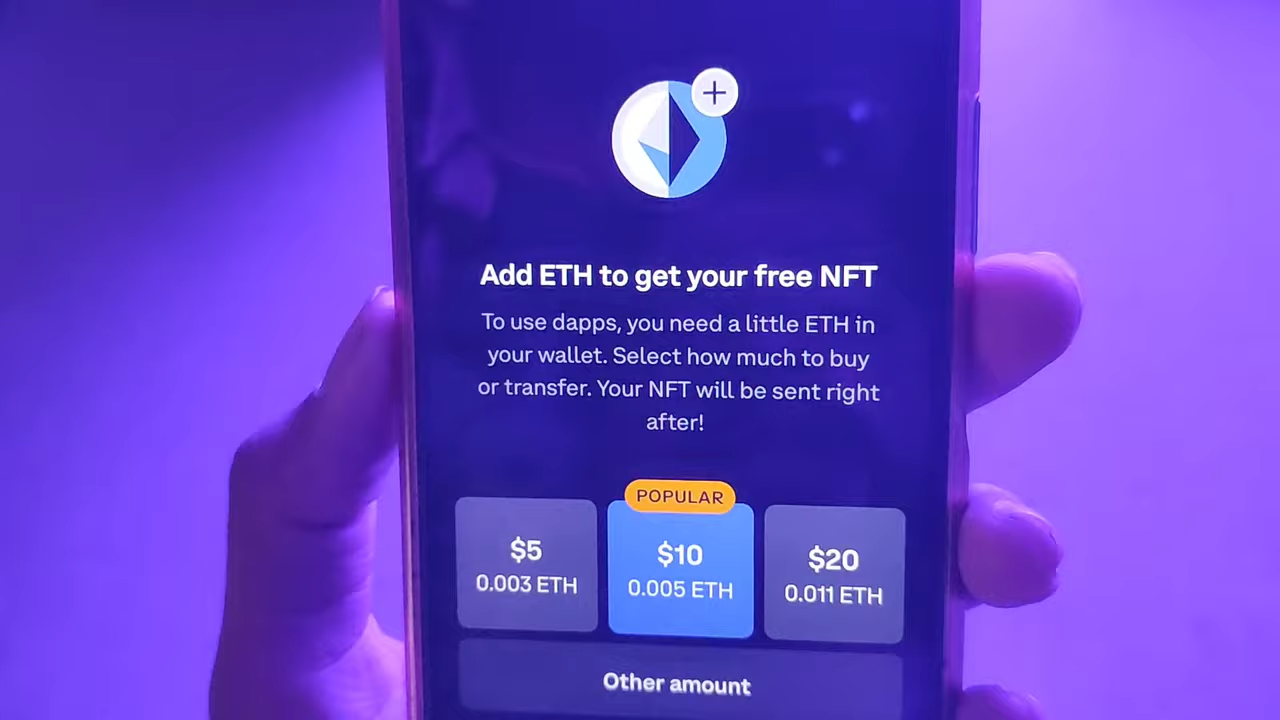 Add ETH to get your free NFT
To use dapps, you need a little ETH in
your wallet. Select how much to buy
or transfer. Your NFT will be sent right
after!
POPULAR
$5
0.003 ETH
$10
0.005 ETH
$20
0.011 ETH
Other amount